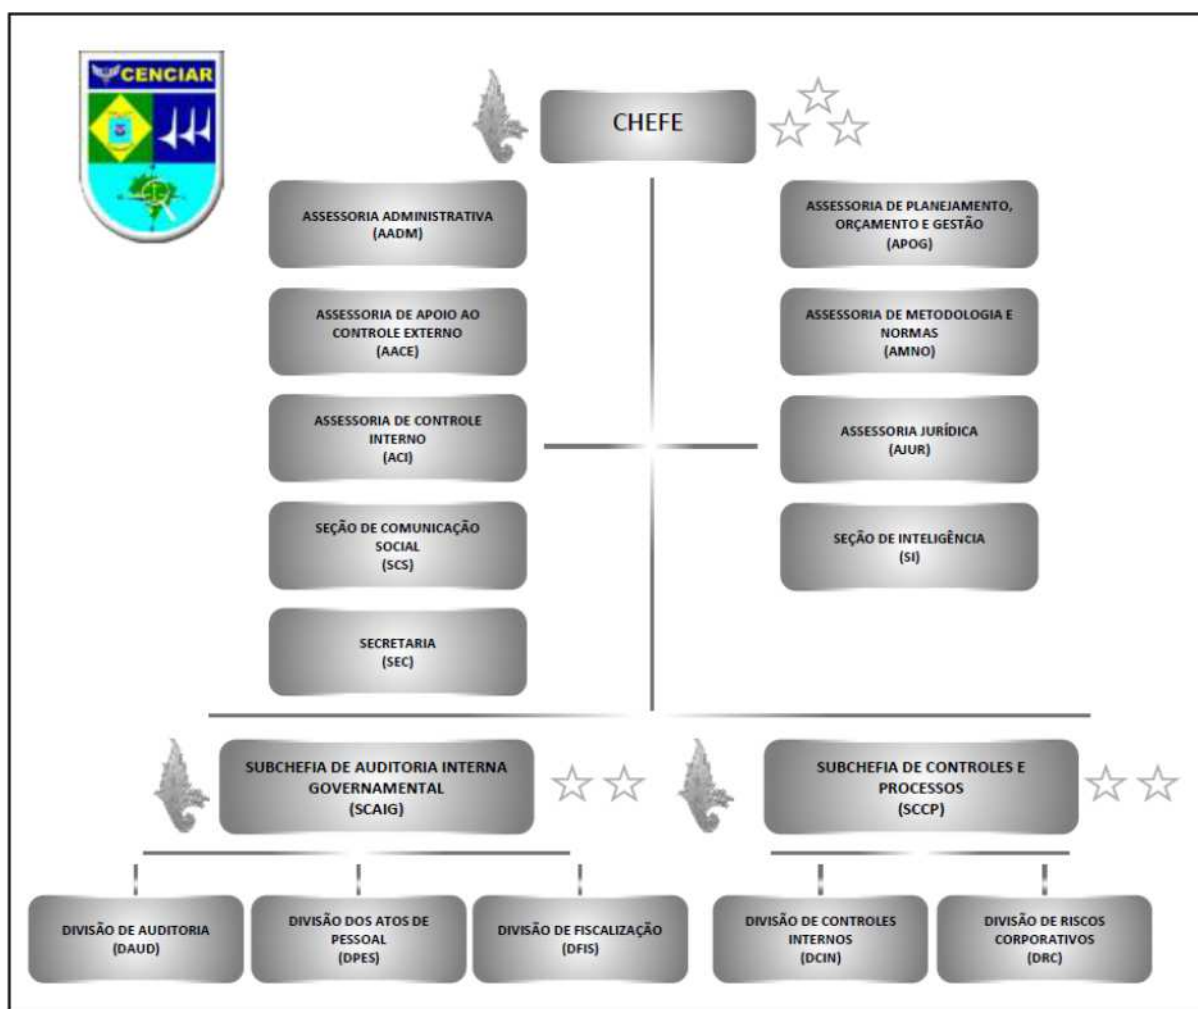 CENCIAR
CHEFE
ASSESSORIA ADMINISTRATIVA
(AADM)
ASSESSORIA DE PLANEJAMENTO,
ORÇAMENTO E GESTÃO
(APOG)
ASSESSORIA DE APOIO AO
CONTROLE EXTERNO
(AACE)
ASSESSORIA DE METODOLOGIA E
NORMAS
(AMNO)
ASSESSORIA DE CONTROLE
INTERNO
(ACI)
ASSESSORIA JURÍDICA
(AJUR)
SEÇÃO DE COMUNICAÇÃO
SOCIAL
(SCS)
SEÇÃO DE INTELIGÊNCIA
(SI)
SECRETARIA
(SEC)
SUBCHEFIA DE AUDITORIA INTERNA
GOVERNAMENTAL
(SCAIG)
SUBCHEFIA DE CONTROLES E
PROCESSOS
(SCCP)
DIVISÃO DE AUDITORIA
(DAUD)
DIVISÃO DOS ATOS DE
PESSOAL
(DPES)
DIVISÃO DE FISCALIZAÇÃO
(DFIS)
DIVISÃO DE CONTROLES
INTERNOS
(DCIN)
DIVISÃO DE RISCOS
CORPORATIVOS
(DRC)